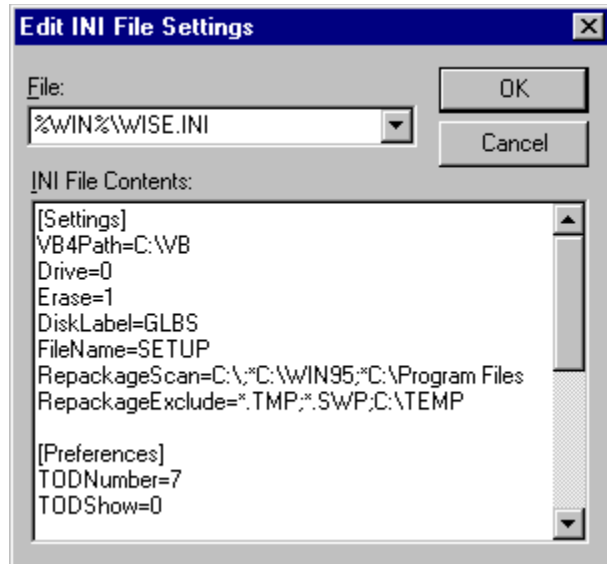 Edit INI File Settings
File:
OK
%WIN%\WISE.INI
Cancel
INI File Contents:
[Settings]
VB4Path=C:\VB
Drive=0
Erase=1
DiskLabel=GLBS
FileName=SETUP
RepackageScan=C:\;*C:\WIN95;*C:\Program Files
RepackageExclude=*.TMP;*.SWP;C:\TEMP
[Preferences]
TODNumber=7
TODShow=0